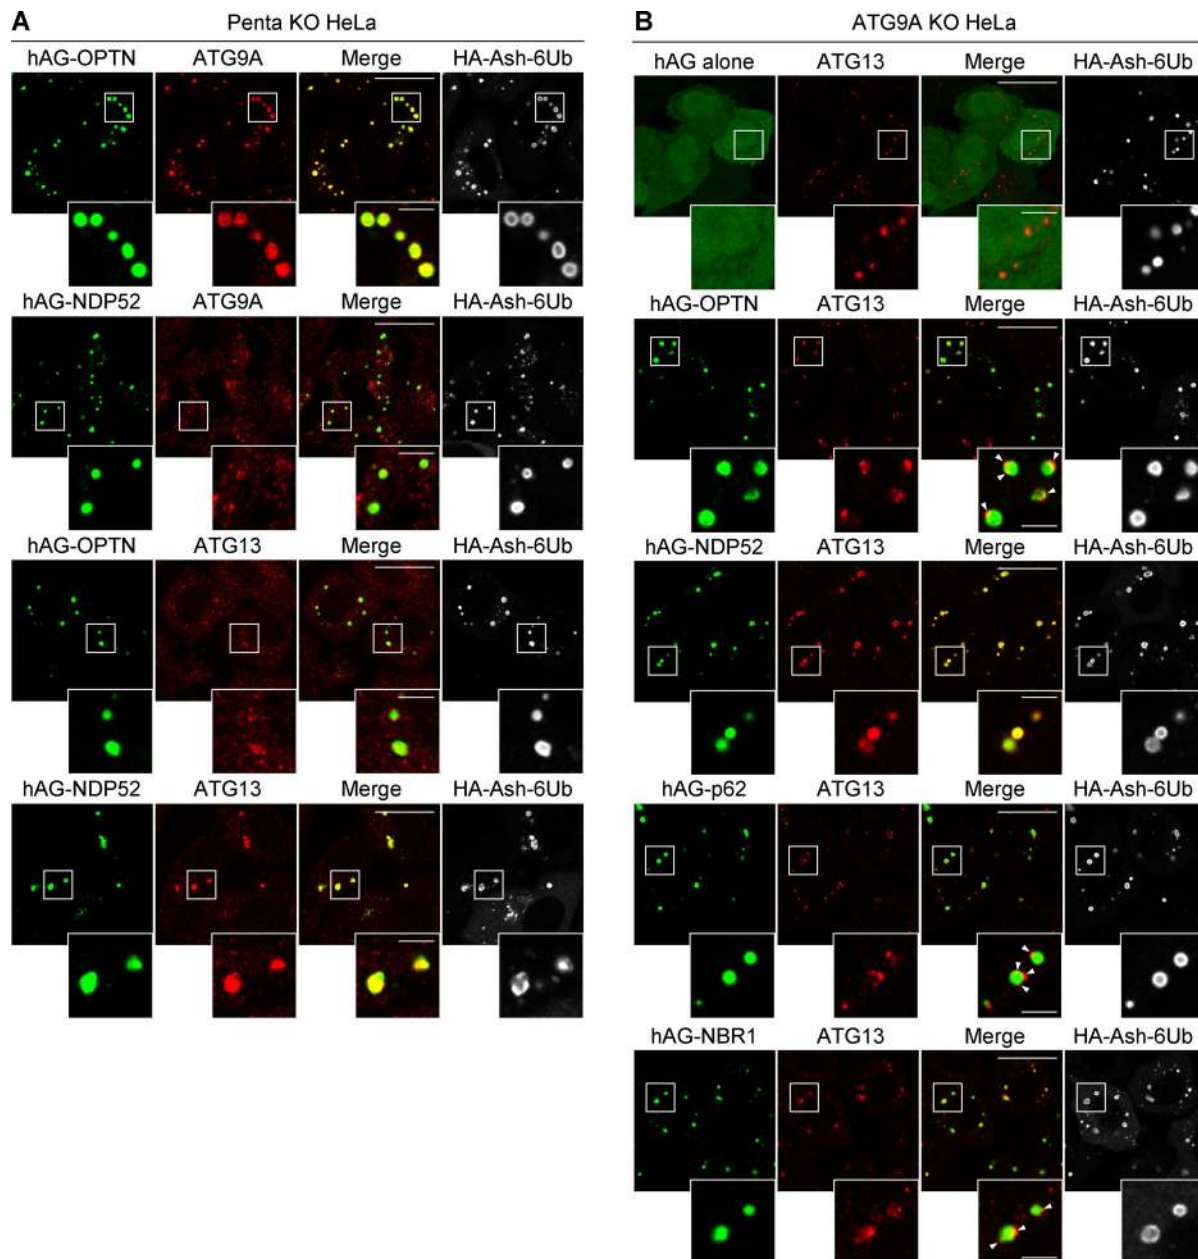 A
Penta KO HeLa
hAG-OPTN ATG9A Merge HA-Ash-6Ub
hAG-NDP52 ATG9A Merge HA-Ash-6Ub
hAG-OPTN ATG13 Merge HA-Ash-6Ub
hAG-NDP52 ATG13 Merge HA-Ash-6Ub
B
ATG9A KO HeLa
hAG alone ATG13 Merge HA-Ash-6Ub
hAG-OPTN ATG13 Merge HA-Ash-6Ub
hAG-NDP52 ATG13 Merge HA-Ash-6Ub
hAG-p62 ATG13 Merge HA-Ash-6Ub
hAG-NBR1 ATG13 Merge HA-Ash-6Ub